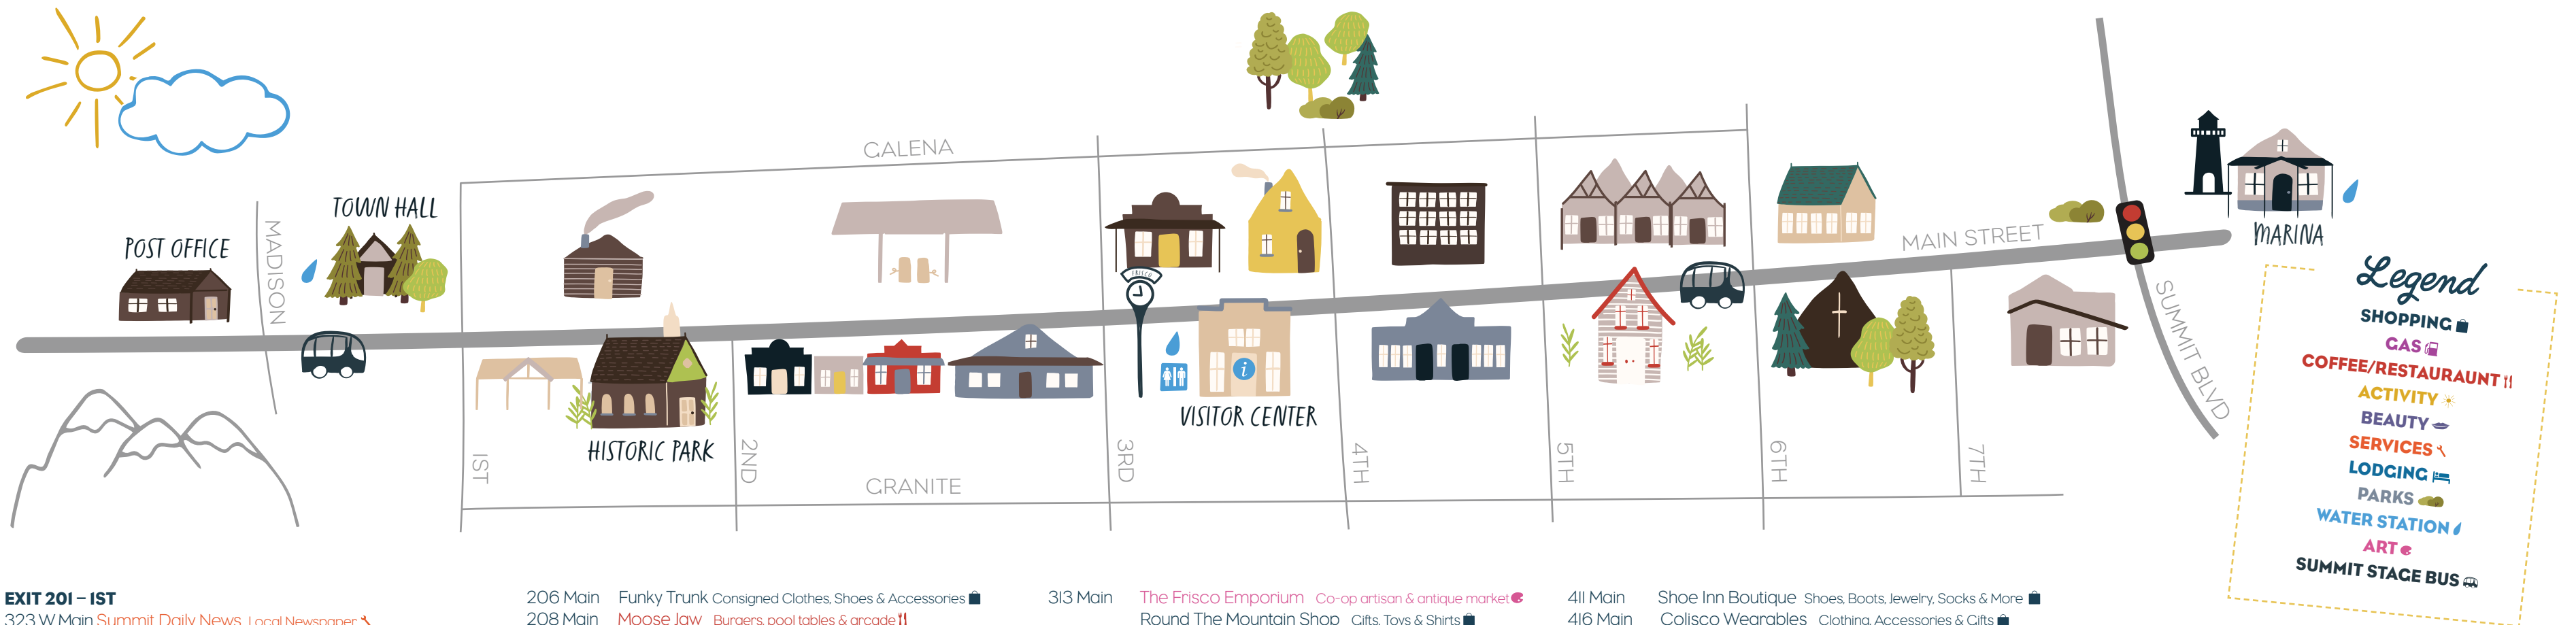 GALENA
TOWN HALL
POST OFFICE
MADISON
MAIN STREET
MARINA
FRISCO
i
VISITOR CENTER
HISTORIC PARK
1ST
2ND
3RD
4TH
5TH
6TH
7TH
GRANITE
SUMMIT BLVD
Legend
SHOPPING
GAS
COFFEE/RESTAURAUNT
ACTIVITY
BEAUTY
SERVICES
LODGING
PARKS
WATER STATION
ART
SUMMIT STAGE BUS
EXIT 201 – 1ST
323 W Main Summit Daily News Local Newspaper
206 Main Funky Trunk Consigned Clothes, Shoes & Accessories
208 Main Moose Jaw Burgers, pool tables & arcade
313 Main The Frisco Emporium Co-op artisan & antique market
Round The Mountain Shop Gifts, Toys & Shirts
411 Main Shoe Inn Boutique Shoes, Boots, Jewelry, Socks & More
416 Main Colisco Wearables Clothing, Accessories & Gifts